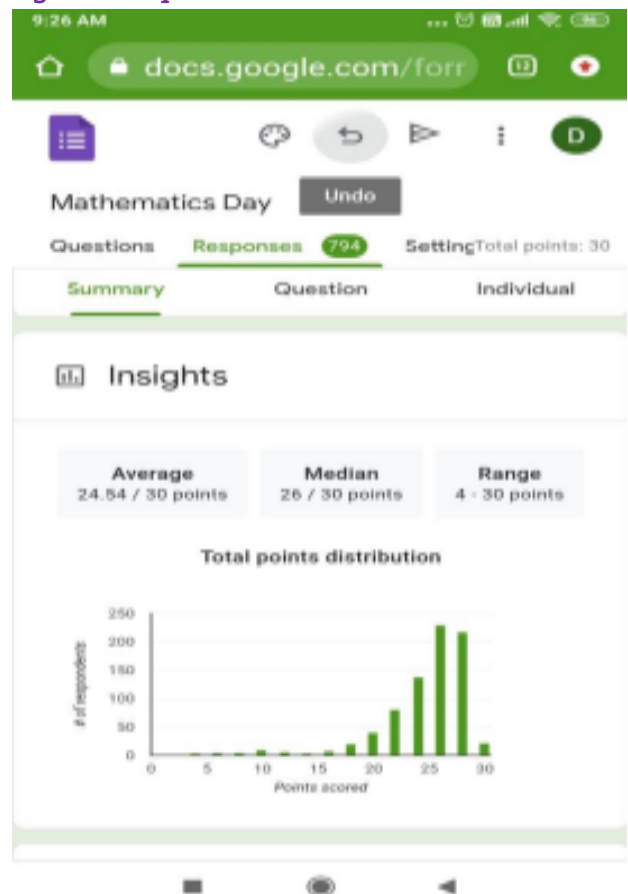 9:26 AM
docs.google.com/forr
D
Mathematics Day
Undo
Questions Responses 794 Setting Total points: 30
Summary Question Individual
Insights
Average Median Range
24.54 / 30 points 26 / 30 points 4 - 30 points
Total points distribution
250
200
150
100
50
0
# of respondents
0 5 10 15 20 25 30
Points scored